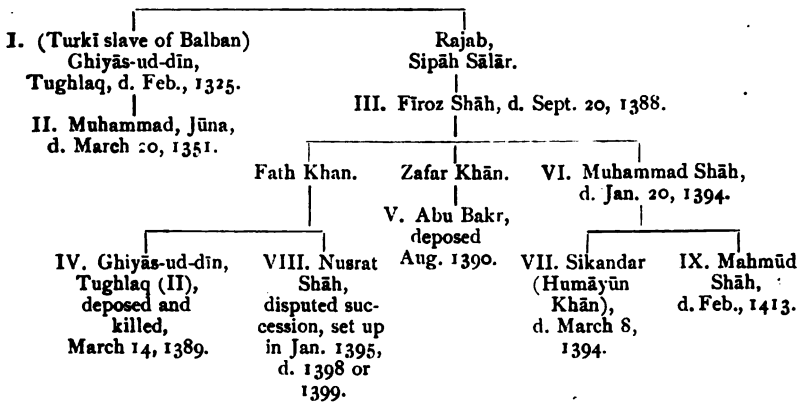 I. (Turkī slave of Balban)
Ghiyās-ud-dīn,
Tughlaq, d. Feb., 1325.
Rajab,
Sipāh Sālār.
II. Muhammad, Jūna,
d. March 20, 1351.
III. Fīroz Shāh, d. Sept. 20, 1388.
Fath Khan.
Zafar Khān.
VI. Muhammad Shāh,
d. Jan. 20, 1394.
V. Abu Bakr,
deposed
Aug. 1390.
IV. Ghiyās-ud-dīn,
Tughlaq (II),
deposed and
killed,
March 14, 1389.
VIII. Nusrat
Shāh,
disputed suc-
cession, set up
in Jan. 1395,
d. 1398 or
1399.
VII. Sikandar
(Humāyūn
Khān),
d. March 8,
1394.
IX. Mahmūd
Shāh,
d. Feb., 1413.